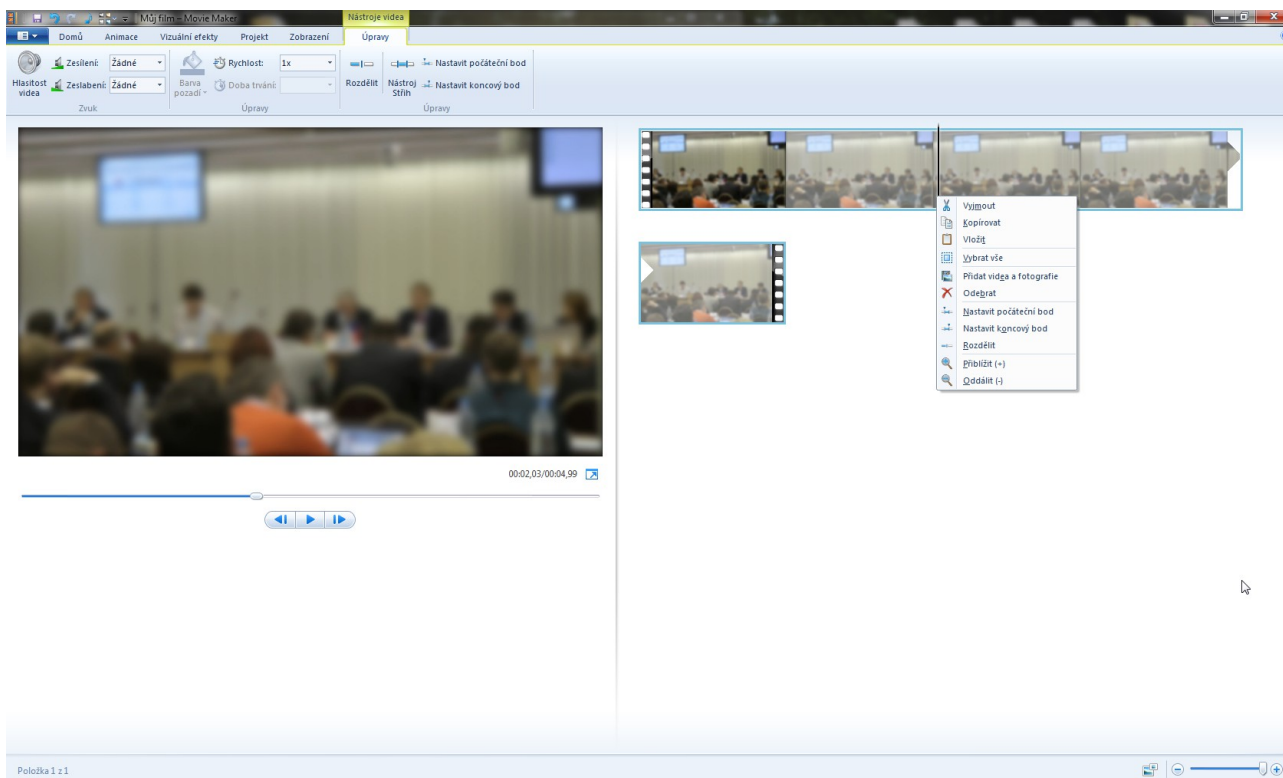 Můj film - Movie Maker
Nástroje videa
Domů
Animace
Vizuální efekty
Projekt
Zobrazení
Úpravy
Hlasitost videa
Zesílení: Žádné
Zeslabení: Žádné
Zvuk
Barva pozadí
Rychlost: 1x
Doba trvání:
Úpravy
Rozdělit
Nástroj Střih
Nastavit počáteční bod
Nastavit koncový bod
Úpravy
Vyjmout
Kopírovat
Vložit
Vybrat vše
Přidat videa a fotografie
Odebrat
Nastavit počáteční bod
Nastavit koncový bod
Rozdělit
Přiblížit (+)
Oddálit (-)
00:02,03/00:04,99
Položka 1 z 1